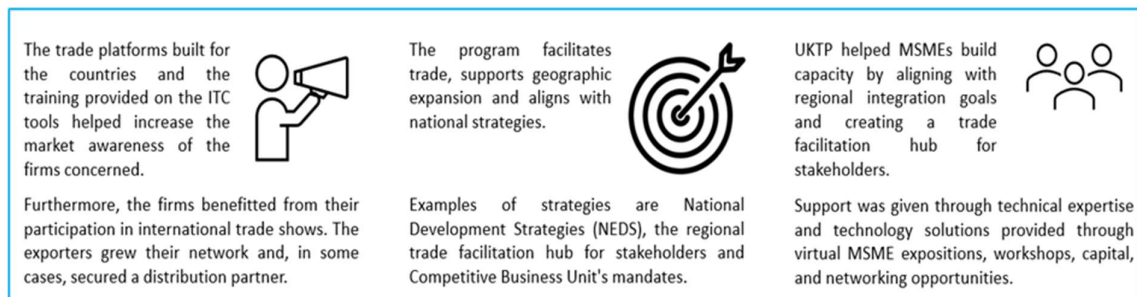 The trade platforms built for
the countries and the
training provided on the ITC
tools helped increase the
market awareness of the
firms concerned.
Furthermore, the firms benefitted from their
participation in international trade shows. The
exporters grew their network and, in some
cases, secured a distribution partner.
The program facilitates
trade, supports geographic
expansion and aligns with
national strategies.
Examples of strategies are National
Development Strategies (NEDS), the regional
trade facilitation hub for stakeholders and
Competitive Business Unit's mandates.
UKTP helped MSMEs build
capacity by aligning with
regional integration goals
and creating a trade
facilitation hub for
stakeholders.
Support was given through technical expertise
and technology solutions provided through
virtual MSME expositions, workshops, capital,
and networking opportunities.